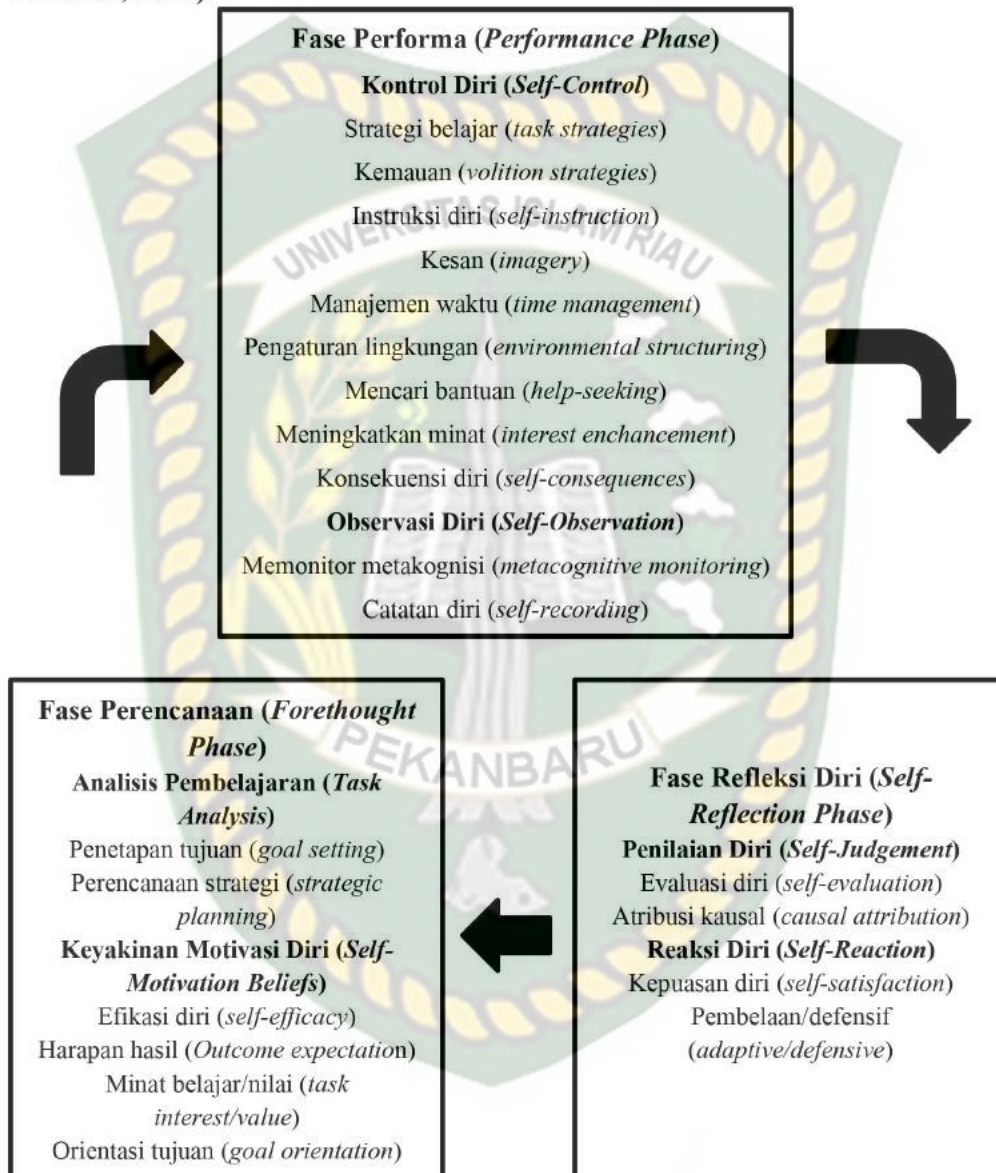 Fase Performa (Performance Phase)
Kontrol Diri (Self-Control)
Strategi belajar (task strategies)
Kemauan (volition strategies)
Instruksi diri (self-instruction)
Kesan (imagery)
Manajemen waktu (time management)
Pengaturan lingkungan (environmental structuring)
Mencari bantuan (help-seeking)
Meningkatkan minat (interest enchancement)
Konsekuensi diri (self-consequences)
Observasi Diri (Self-Observation)
Memonitor metakognisi (metacognitive monitoring)
Catatan diri (self-recording)
UNIVERSITAS ISLAM RIAU
PEKANBARU
Fase Perencanaan (Forethought
Phase)
Analisis Pembelajaran (Task
Analysis)
Penetapan tujuan (goal setting)
Perencanaan strategi (strategic
planning)
Keyakinan Motivasi Diri (Self-
Motivation Beliefs)
Efikasi diri (self-efficacy)
Harapan hasil (Outcome expectation)
Minat belajar/nilai (task
interest/value)
Orientasi tujuan (goal orientation)
Fase Refleksi Diri (Self-
Reflection Phase)
Penilaian Diri (Self-Judgement)
Evaluasi diri (self-evaluation)
Atribusi kausal (causal attribution)
Reaksi Diri (Self-Reaction)
Kepuasan diri (self-satisfaction)
Pembelaan/defensif
(adaptive/defensive)